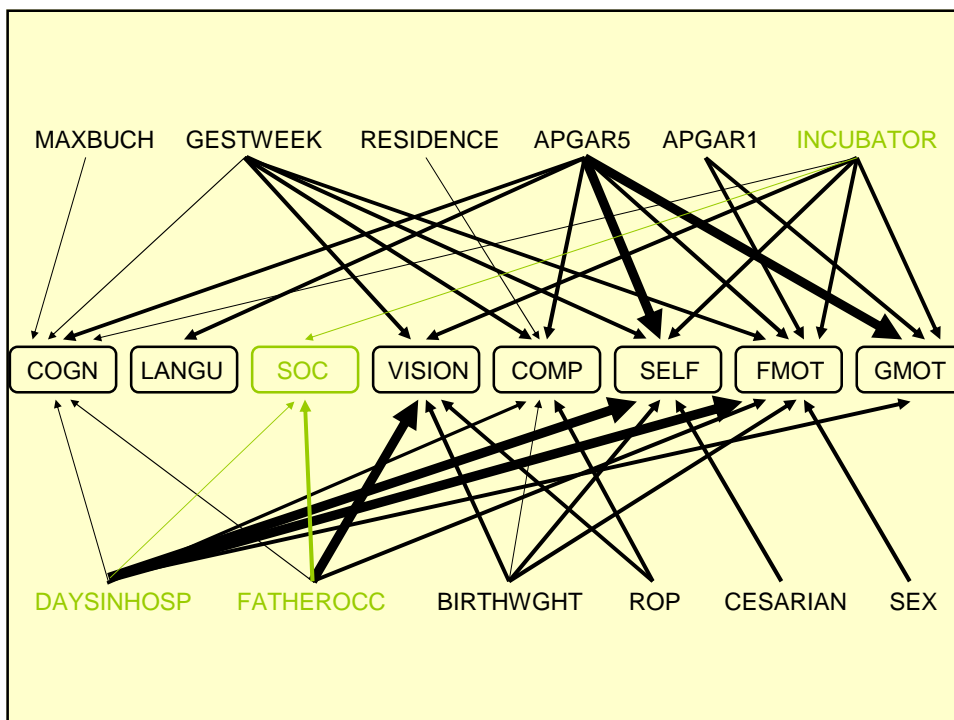 MAXBUCH GESTWEEK RESIDENCE APGAR5 APGAR1 INCUBATOR
COGN LANGU SOC VISION COMP SELF FMOT GMOT
DAYSINHOSP FATHEROCC BIRTHWGHT ROP CESARIAN SEX